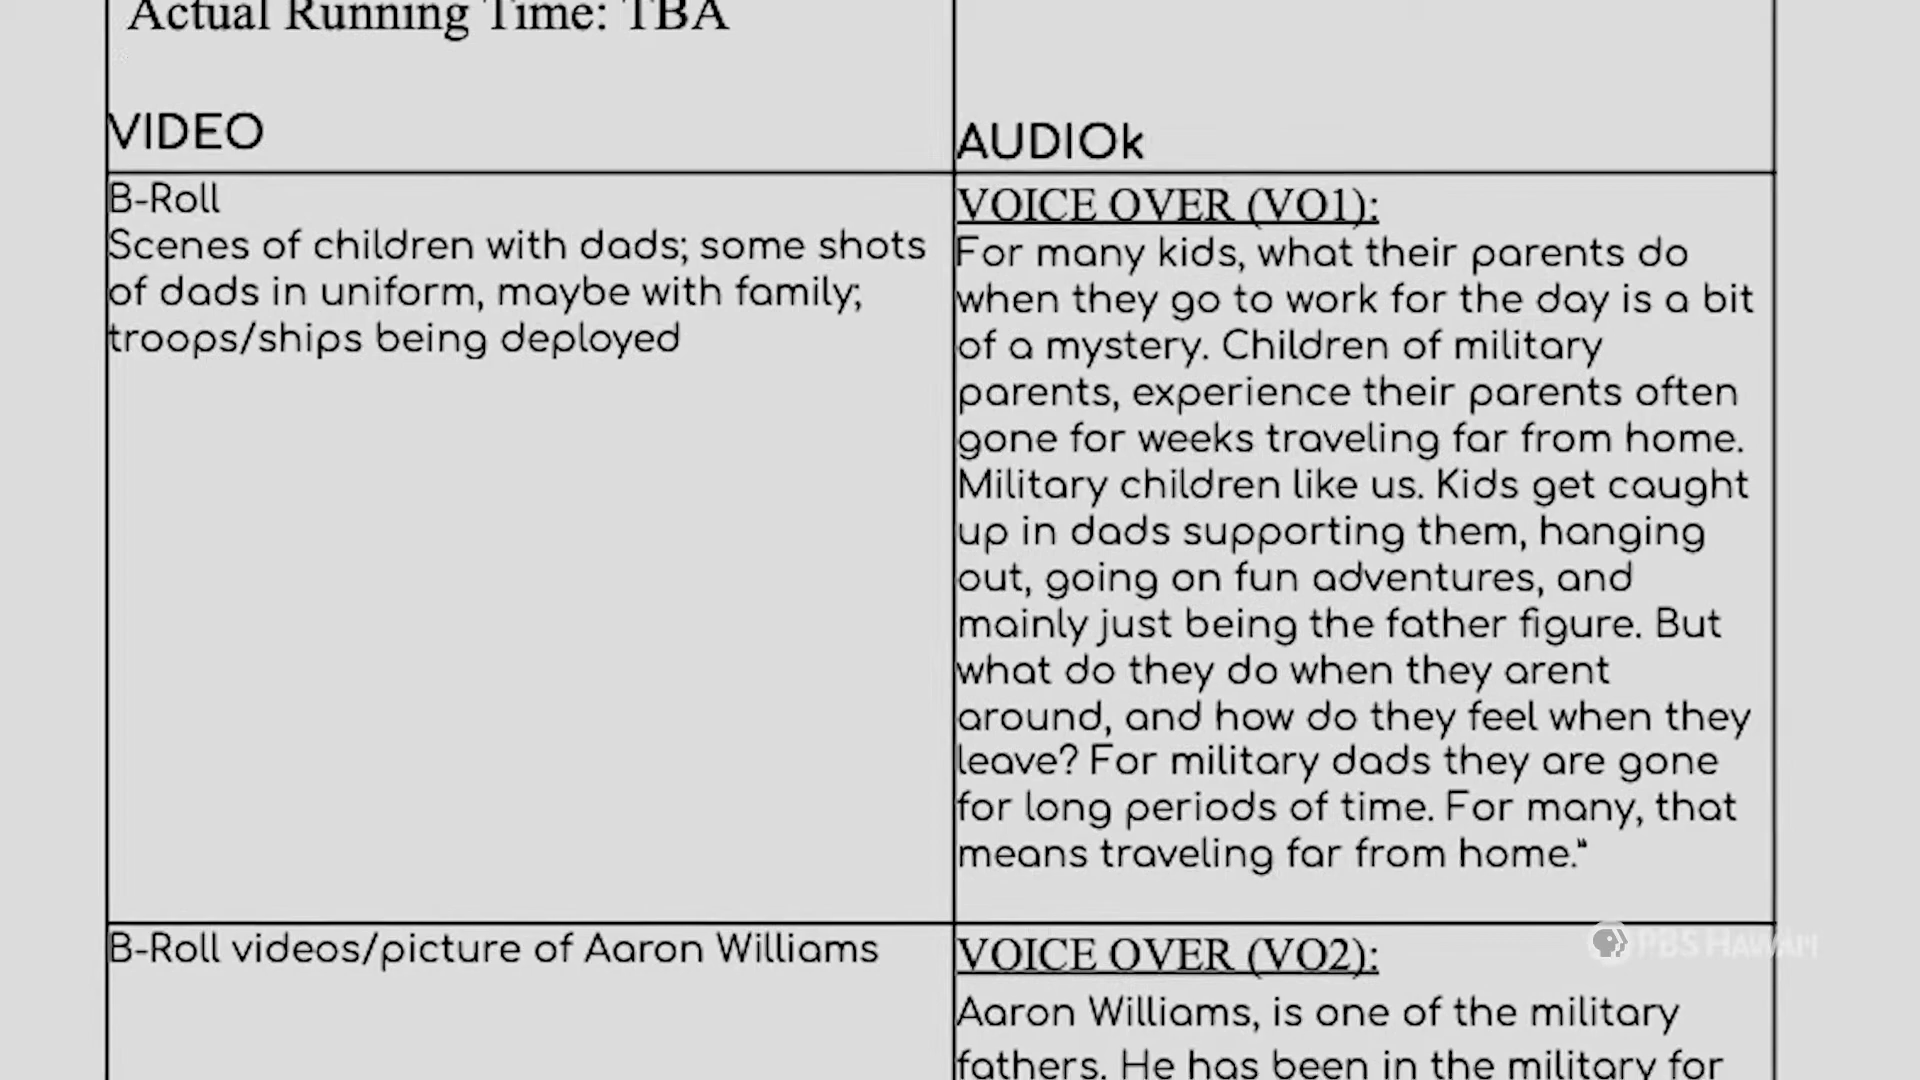 Actual Running Time: TBA
VIDEO
AUDIOk
B-Roll
Scenes of children with dads; some shots
of dads in uniform, maybe with family;
troops/ships being deployed
VOICE OVER (VO1):
For many kids, what their parents do
when they go to work for the day is a bit
of a mystery. Children of military
parents, experience their parents often
gone for weeks traveling far from home.
Military children like us. Kids get caught
up in dads supporting them, hanging
out, going on fun adventures, and
mainly just being the father figure. But
what do they do when they arent
around, and how do they feel when they
leave? For military dads they are gone
for long periods of time. For many, that
means traveling far from home."
B-Roll videos/picture of Aaron Williams
VOICE OVER (VO2):
Aaron Williams, is one of the military
fathers. He has been in the military for
PBS HAWAIʻI